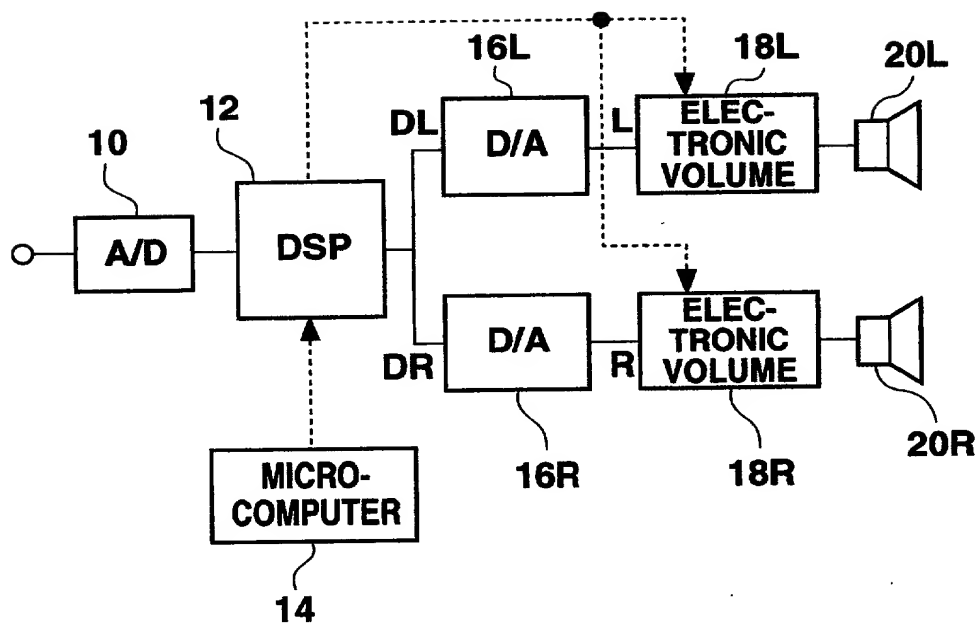 16L
18L
20L
12
10
DL
D/A
L
ELEC-
TRONIC
VOLUME
A/D
DSP
DR
D/A
R
ELEC-
TRONIC
VOLUME
20R
16R
18R
MICRO-
COMPUTER
14